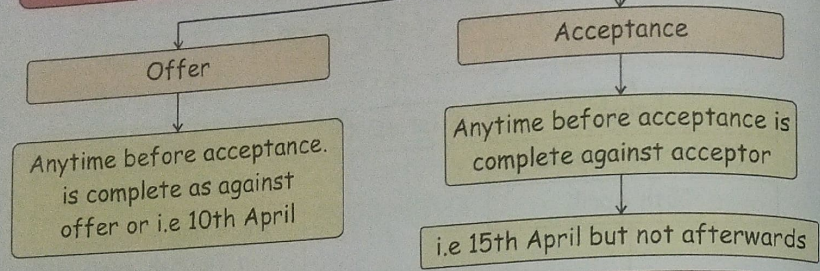 Offer
Anytime before acceptance.
is complete as against
offer or i.e 10th April
Acceptance
Anytime before acceptance is
complete against acceptor
i.e 15th April but not afterwards